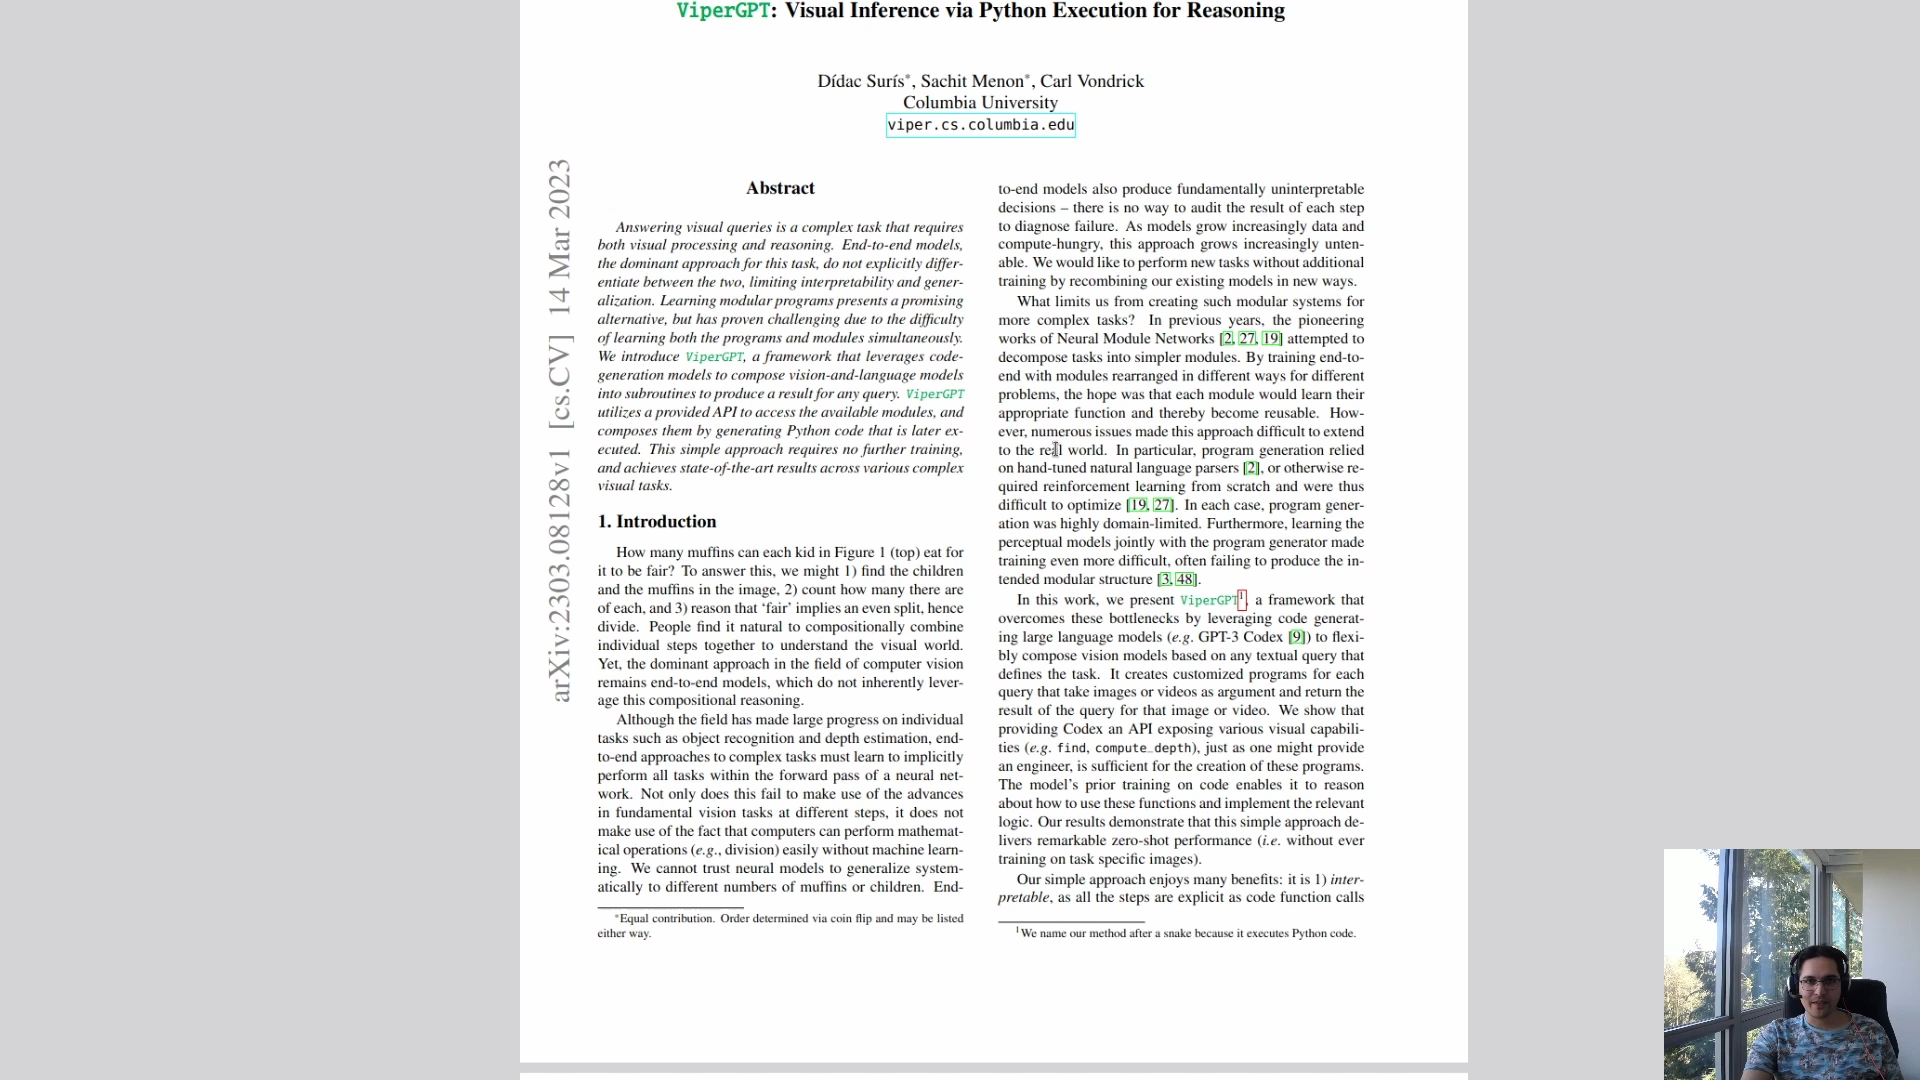 ViperGPT: Visual Inference via Python Execution for Reasoning
Dídac Surís*, Sachit Menon*, Carl Vondrick
Columbia University
viper.cs.columbia.edu
arXiv:2303.08128v1 [cs.CV] 14 Mar 2023
Abstract
Answering visual queries is a complex task that requires
both visual processing and reasoning. End-to-end models,
the dominant approach for this task, do not explicitly differ-
entiate between the two, limiting interpretability and gener-
alization. Learning modular programs presents a promising
alternative, but has proven challenging due to the difficulty
of learning both the programs and modules simultaneously.
We introduce ViperGPT, a framework that leverages code-
generation models to compose vision-and-language models
into subroutines to produce a result for any query. ViperGPT
utilizes a provided API to access the available modules, and
composes them by generating Python code that is later ex-
ecuted. This simple approach requires no further training,
and achieves state-of-the-art results across various complex
visual tasks.
1. Introduction
How many muffins can each kid in Figure 1 (top) eat for
it to be fair? To answer this, we might 1) find the children
and the muffins in the image, 2) count how many there are
of each, and 3) reason that ‘fair’ implies an even split, hence
divide. People find it natural to compositionally combine
individual steps together to understand the visual world.
Yet, the dominant approach in the field of computer vision
remains end-to-end models, which do not inherently lever-
age this compositional reasoning.
Although the field has made large progress on individual
tasks such as object recognition and depth estimation, end-
to-end approaches to complex tasks must learn to implicitly
perform all tasks within the forward pass of a neural net-
work. Not only does this fail to make use of the advances
in fundamental vision tasks at different steps, it does not
make use of the fact that computers can perform mathemat-
ical operations (e.g., division) easily without machine learn-
ing. We cannot trust neural models to generalize system-
atically to different numbers of muffins or children. End-
*Equal contribution. Order determined via coin flip and may be listed
either way.
to-end models also produce fundamentally uninterpretable
decisions – there is no way to audit the result of each step
to diagnose failure. As models grow increasingly data and
compute-hungry, this approach grows increasingly unten-
able. We would like to perform new tasks without additional
training by recombining our existing models in new ways.
What limits us from creating such modular systems for
more complex tasks? In previous years, the pioneering
works of Neural Module Networks [2, 27, 19] attempted to
decompose tasks into simpler modules. By training end-to-
end with modules rearranged in different ways for different
problems, the hope was that each module would learn their
appropriate function and thereby become reusable. How-
ever, numerous issues made this approach difficult to extend
to the real world. In particular, program generation relied
on hand-tuned natural language parsers [2], or otherwise re-
quired reinforcement learning from scratch and were thus
difficult to optimize [19, 27]. In each case, program gener-
ation was highly domain-limited. Furthermore, learning the
perceptual models jointly with the program generator made
training even more difficult, often failing to produce the in-
tended modular structure [3, 48].
In this work, we present ViperGPT1, a framework that
overcomes these bottlenecks by leveraging code generat-
ing large language models (e.g. GPT-3 Codex [9]) to flexi-
bly compose vision models based on any textual query that
defines the task. It creates customized programs for each
query that take images or videos as argument and return the
result of the query for that image or video. We show that
providing Codex an API exposing various visual capabili-
ties (e.g. find, compute_depth), just as one might provide
an engineer, is sufficient for the creation of these programs.
The model's prior training on code enables it to reason
about how to use these functions and implement the relevant
logic. Our results demonstrate that this simple approach de-
livers remarkable zero-shot performance (i.e. without ever
training on task specific images).
Our simple approach enjoys many benefits: it is 1) inter-
pretable, as all the steps are explicit as code function calls
1We name our method after a snake because it executes Python code.